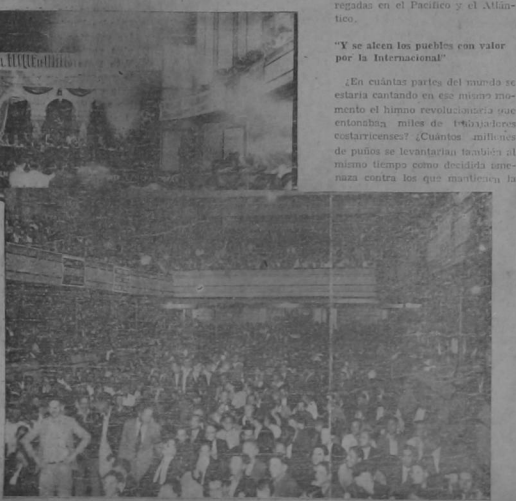 regadas en el Pacífico y el Atlán-
tico.
"Y se alcen los pueblos con valor
por la Internacional"
¿En cuántas partes del mundo se
estaría cantando en ese mismo mo-
mento el himno revolucionario que
entonaban miles de trabajadores
costarricenses? ¿Cuántos millones
de puños se levantarían también al
mismo tiempo como decidida ame-
naza contra los que mantienen la